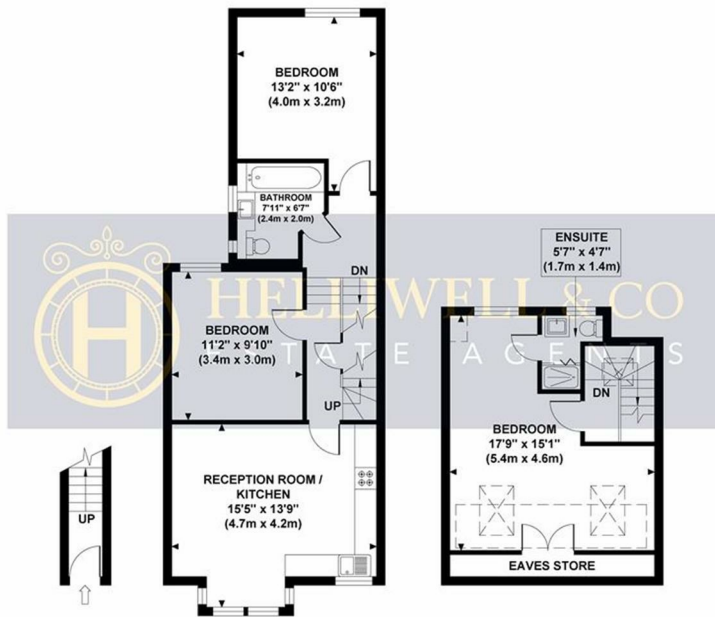 BEDROOM
13'2" x 10'6"
(4.0m x 3.2m)
BATHROOM
7'11" x 6'7"
(2.4m x 2.0m)
DN
H
HELLIWELL & CO
ESTATE AGENTS
BEDROOM
11'2" x 9'10"
(3.4m x 3.0m)
UP
RECEPTION ROOM /
KITCHEN
15'5" x 13'9"
(4.7m x 4.2m)
UP
ENSUITE
5'7" x 4'7"
(1.7m x 1.4m)
DN
BEDROOM
17'9" x 15'1"
(5.4m x 4.6m)
EAVES STORE